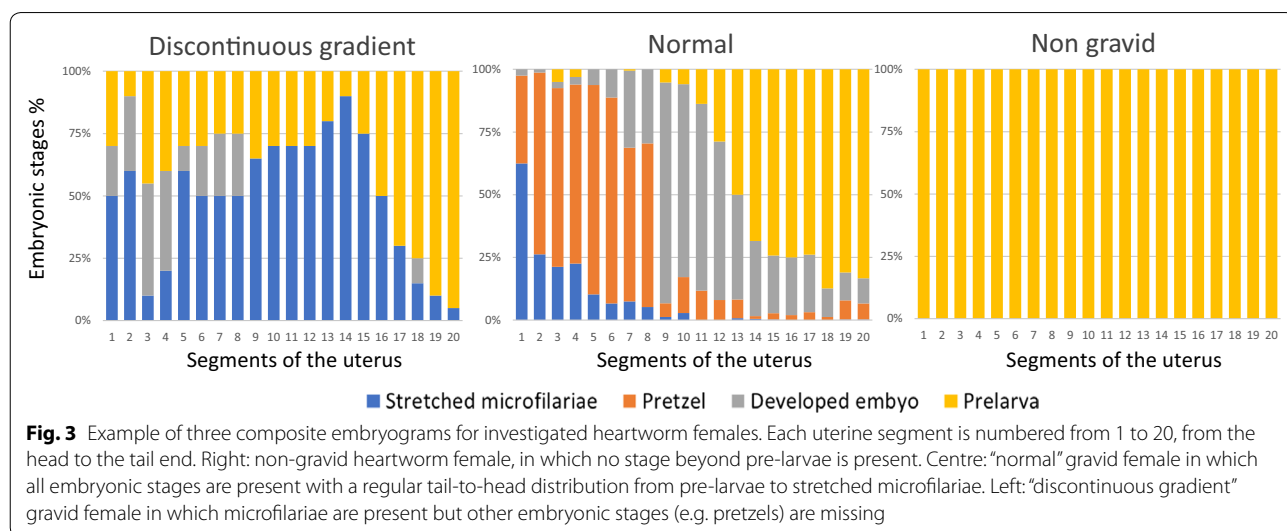 Discontinuous gradient
Normal
Non gravid
Embryonic stages %
100%
75%
50%
25%
0%
1 2 3 4 5 6 7 8 9 10 11 12 13 14 15 16 17 18 19 20
Segments of the uterus
100%
75%
50%
25%
0%
1 2 3 4 5 6 7 8 9 10 11 12 13 14 15 16 17 18 19 20
Segments of the uterus
100%
75%
50%
25%
0%
1 2 3 4 5 6 7 8 9 10 11 12 13 14 15 16 17 18 19 20
Segments of the uterus
Stretched microfilariae Pretzel Developed embyo Prelarva
Fig. 3 Example of three composite embryograms for investigated heartworm females. Each uterine segment is numbered from 1 to 20, from the
head to the tail end. Right: non-gravid heartworm female, in which no stage beyond pre-larvae is present. Centre: “normal” gravid female in which
all embryonic stages are present with a regular tail-to-head distribution from pre-larvae to stretched microfilariae. Left: “discontinuous gradient”
gravid female in which microfilariae are present but other embryonic stages (e.g. pretzels) are missing